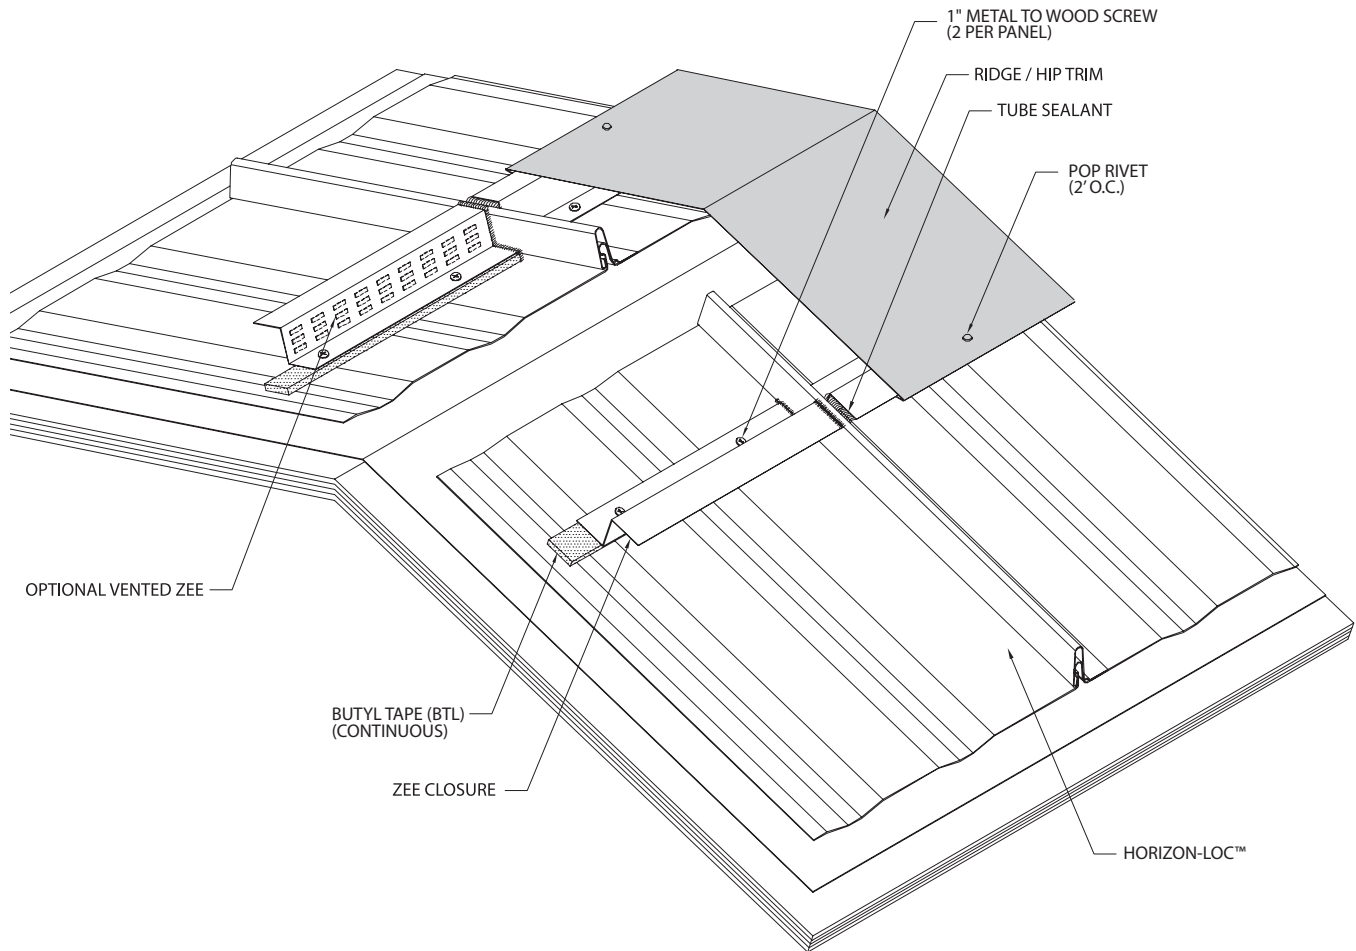 1" METAL TO WOOD SCREW
(2 PER PANEL)
RIDGE / HIP TRIM
TUBE SEALANT
POP RIVET
(2' O.C.)
OPTIONAL VENTED ZEE
BUTYL TAPE (BTL)
(CONTINUOUS)
ZEE CLOSURE
HORIZON-LOC™